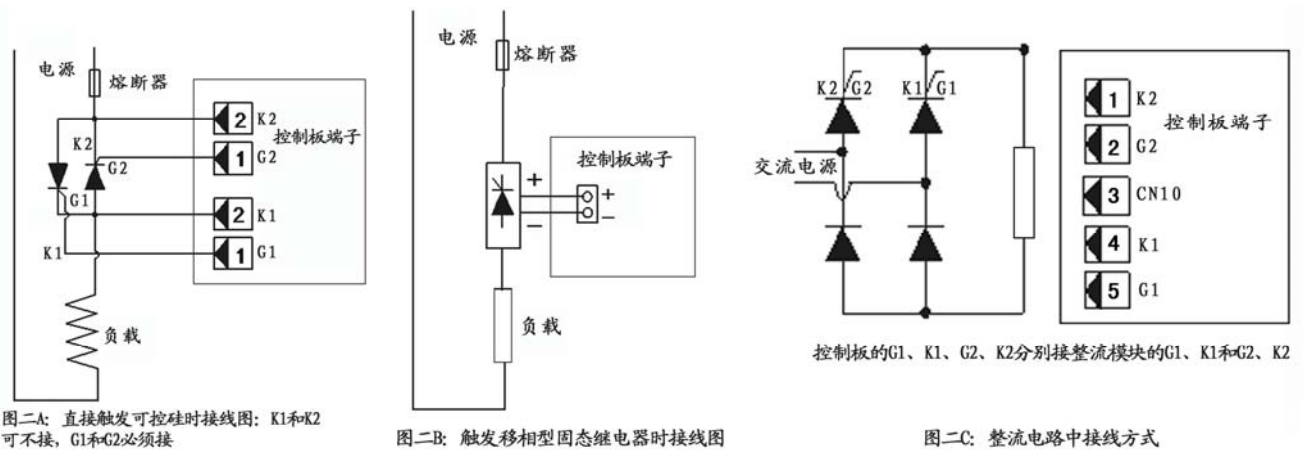 电源
熔断器
控制板端子
2 K2
1 G2
2 K1
1 G1
K2
G2
G1
K1
负载
图二A: 直接触发可控硅时接线图: K1和K2
可不接, G1和G2必须接
电源
熔断器
控制板端子
+
+
−
−
负载
图二B: 触发移相型固态继电器时接线图
K2 G2
K1 G1
交流电源
控制板端子
1 K2
2 G2
3 CN10
4 K1
5 G1
控制板的G1、K1、G2、K2分别接整流模块的G1、K1和G2、K2
图二C: 整流电路中接线方式